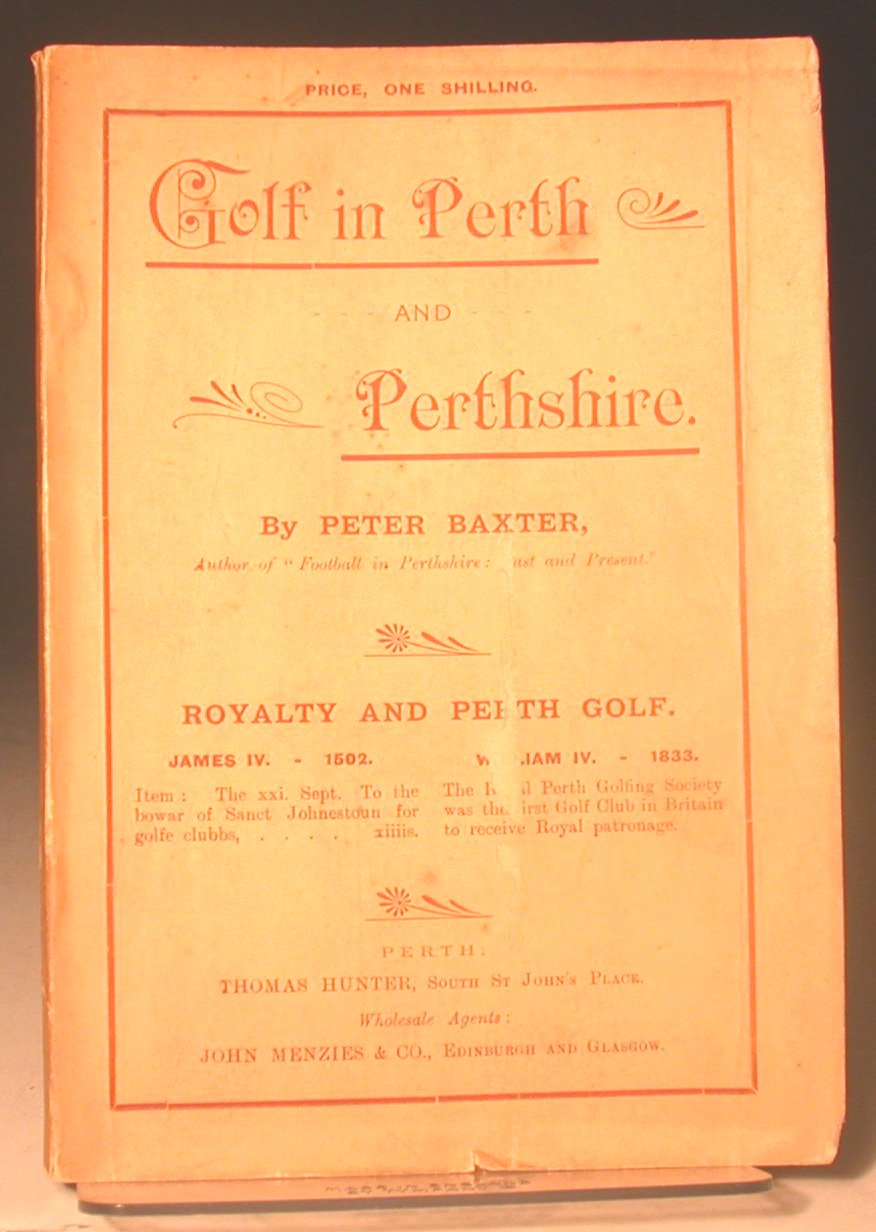 PRICE, ONE SHILLING.
Golf in Perth
AND
Perthshire.
By PETER BAXTER,
Author of "Football in Perthshire: ast and Present."
ROYALTY AND PERTH GOLF.
JAMES IV. - 1502.
Item: The xxi. Sept. To the
bowar of Sanct Johnestoun for
golfe clubbs, . . . . xiiiis.
W IAM IV. - 1833.
The R al Perth Golfing Society
was the irst Golf Club in Britain
to receive Royal patronage.
PERTH:
THOMAS HUNTER, SOUTH ST JOHN'S PLACE.
Wholesale Agents:
JOHN MENZIES & CO., EDINBURGH AND GLASGOW.